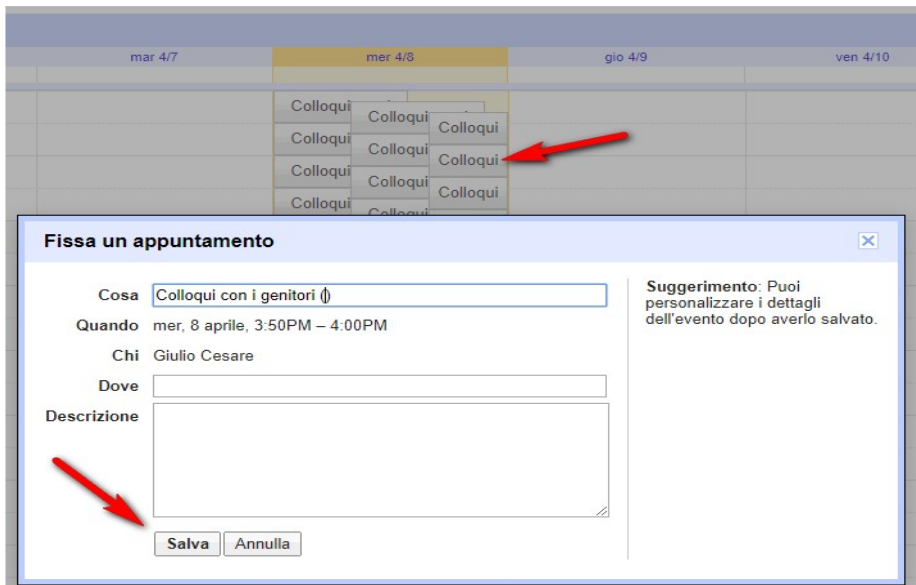 mar 4/7 mer 4/8 gio 4/9 ven 4/10
Colloqui
Colloqui
Colloqui
Colloqui
Colloqui
Colloqui
Colloqui
Colloqui
Colloqui
Colloqui
Colloqui
Fissa un appuntamento
Cosa Colloqui con i genitori ()
Quando mer, 8 aprile, 3:50PM – 4:00PM
Chi Giulio Cesare
Dove
Descrizione
Salva Annulla
Suggerimento: Puoi
personalizzare i dettagli
dell'evento dopo averlo salvato.